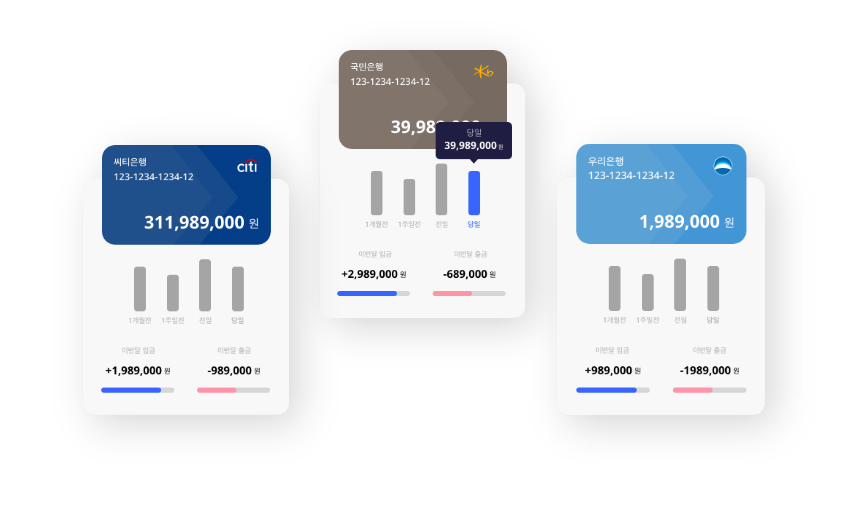 씨티은행
citi
123-1234-1234-12
311,989,000 원
1개월전 1주일전 전일 당일
이번달 입금 이번달 출금
+1,989,000 원 -989,000 원
국민은행
123-1234-1234-12
당일
39,989,000 원
1개월전 1주일전 전일 당일
이번달 입금 이번달 출금
+2,989,000 원 -689,000 원
우리은행
123-1234-1234-12
1,989,000 원
1개월전 1주일전 전일 당일
이번달 입금 이번달 출금
+989,000 원 -1989,000 원